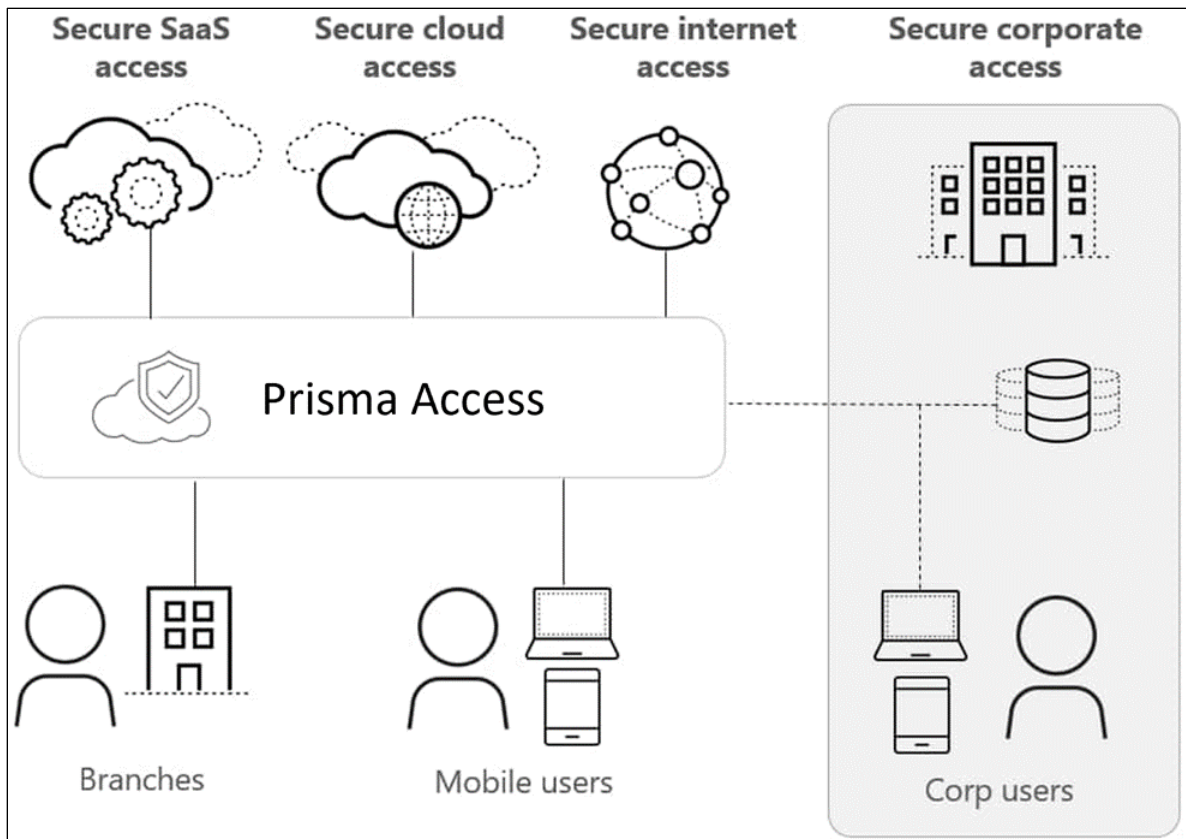 Secure SaaS
access
Secure cloud
access
Secure internet
access
Secure corporate
access
Prisma Access
Branches
Mobile users
Corp users